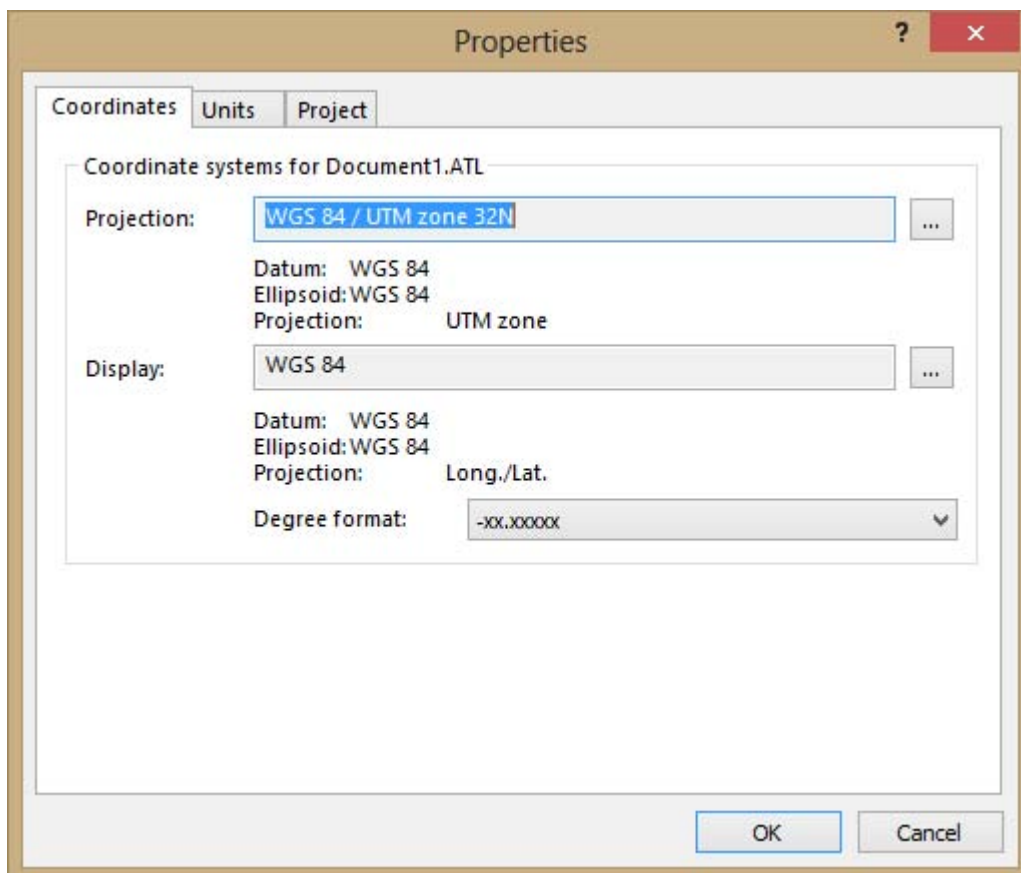 Properties
? ×
Coordinates Units Project
Coordinate systems for Document1.ATL
Projection: WGS 84 / UTM zone 32N ...
Datum: WGS 84
Ellipsoid: WGS 84
Projection: UTM zone
Display: WGS 84 ...
Datum: WGS 84
Ellipsoid: WGS 84
Projection: Long./Lat.
Degree format: -xx.xxxxx
OK Cancel